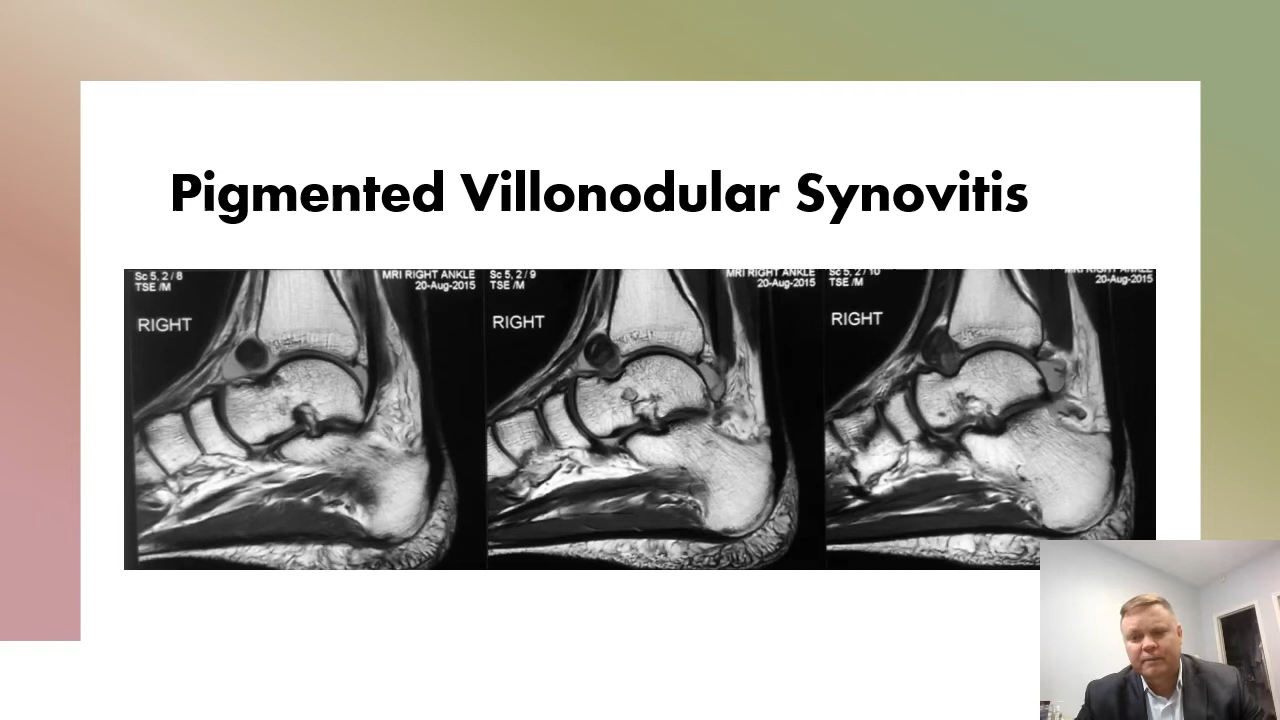 Pigmented Villonodular Synovitis
Sc 5, 2 / 8
TSE /M
MRI RIGHT ANKLE
20-Aug-2015
RIGHT
Sc 5, 2 / 9
TSE /M
MRI RIGHT ANKLE
20-Aug-2015
RIGHT
Sc 5, 2 / 10
TSE /M
MRI RIGHT ANKLE
20-Aug-2015
RIGHT